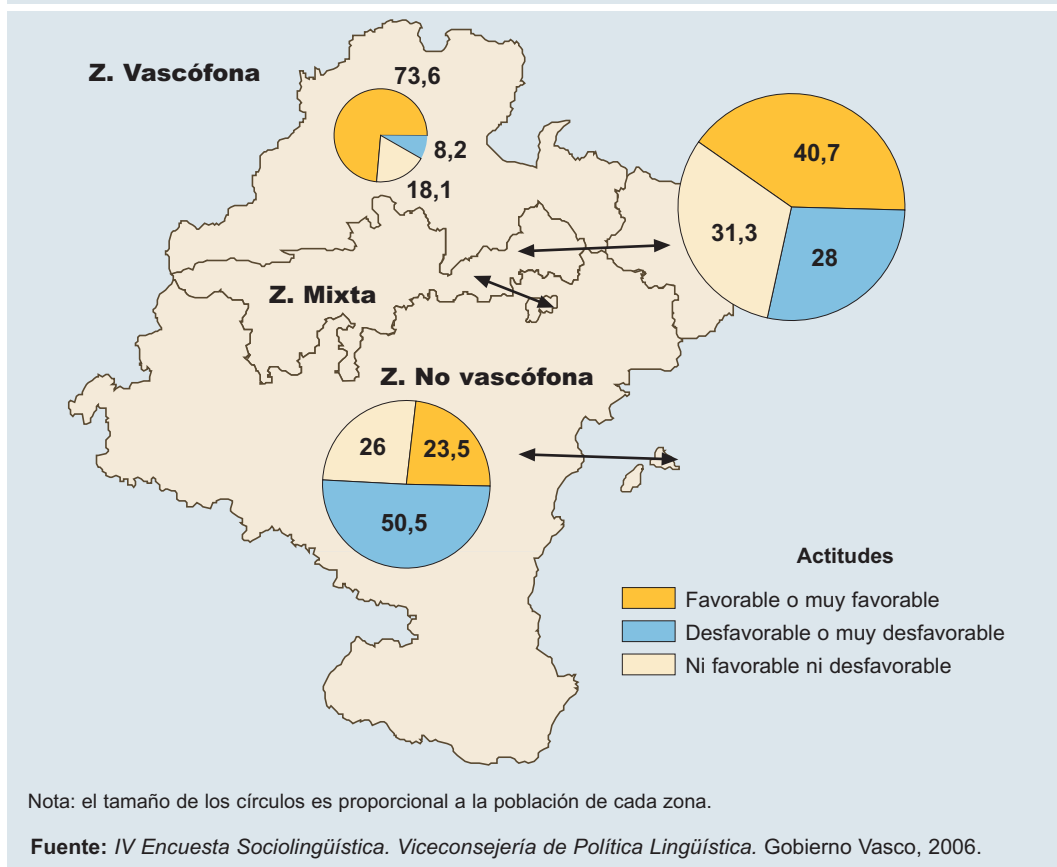 Z. Vascófona
73,6
8,2
18,1
40,7
31,3
28
Z. Mixta
Z. No vascófona
26
23,5
50,5
Actitudes
Favorable o muy favorable
Desfavorable o muy desfavorable
Ni favorable ni desfavorable
Nota: el tamaño de los círculos es proporcional a la población de cada zona.
Fuente: IV Encuesta Sociolingüística. Viceconsejería de Política Lingüística. Gobierno Vasco, 2006.